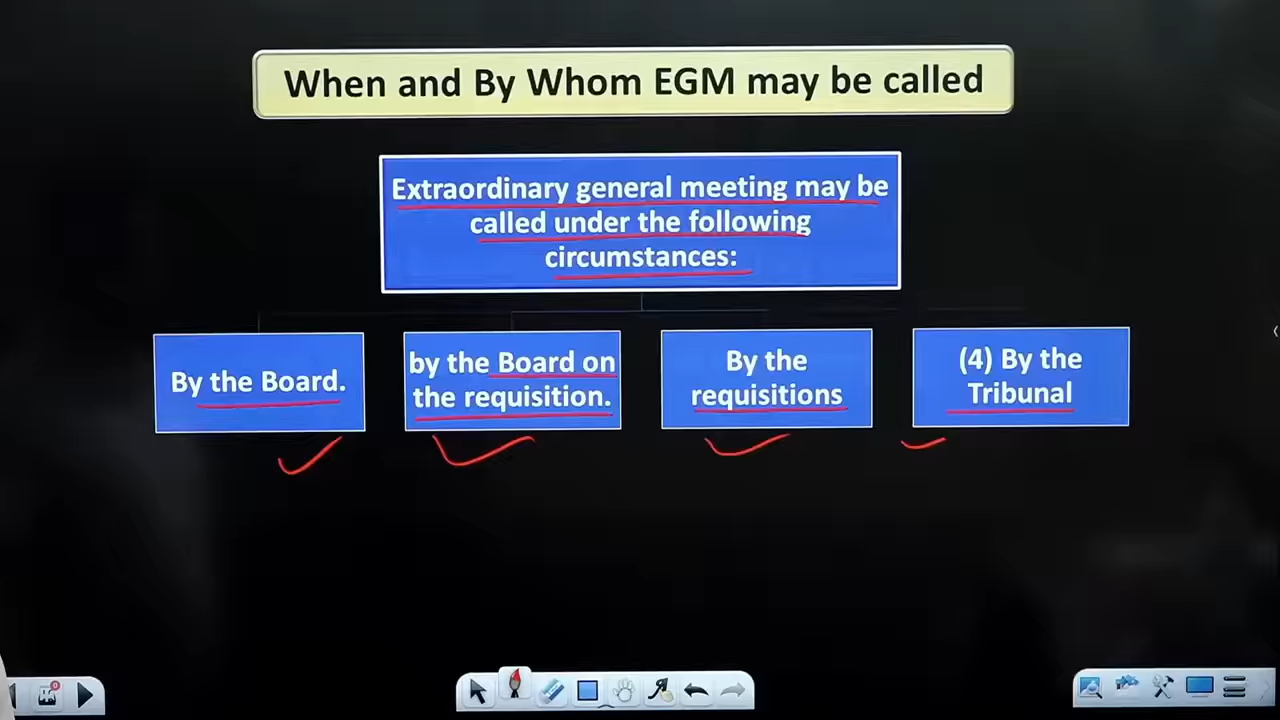 When and By Whom EGM may be called
Extraordinary general meeting may be
called under the following
circumstances:
By the Board.
by the Board on
the requisition.
By the
requisitions
(4) By the
Tribunal